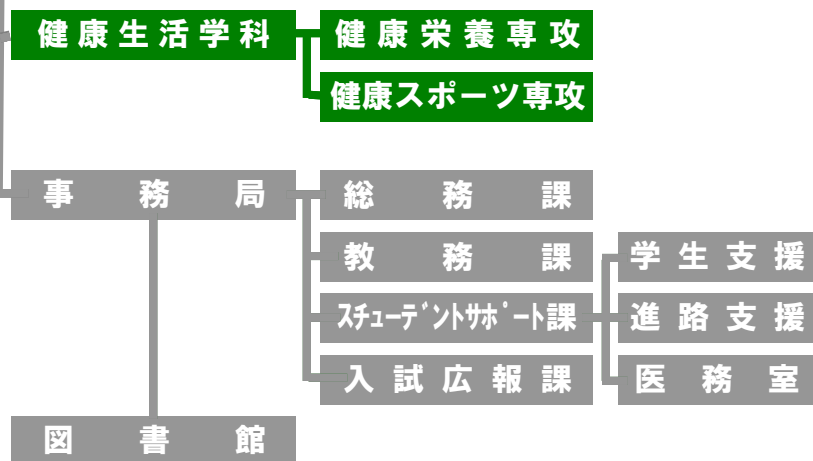 健康生活学科
健康栄養専攻
健康スポーツ専攻
事務局
総務課
教務課
学生支援
ｽﾁｭｰﾃﾞﾝﾄｻﾎﾟｰﾄ課
進路支援
入試広報課
医務室
図書館